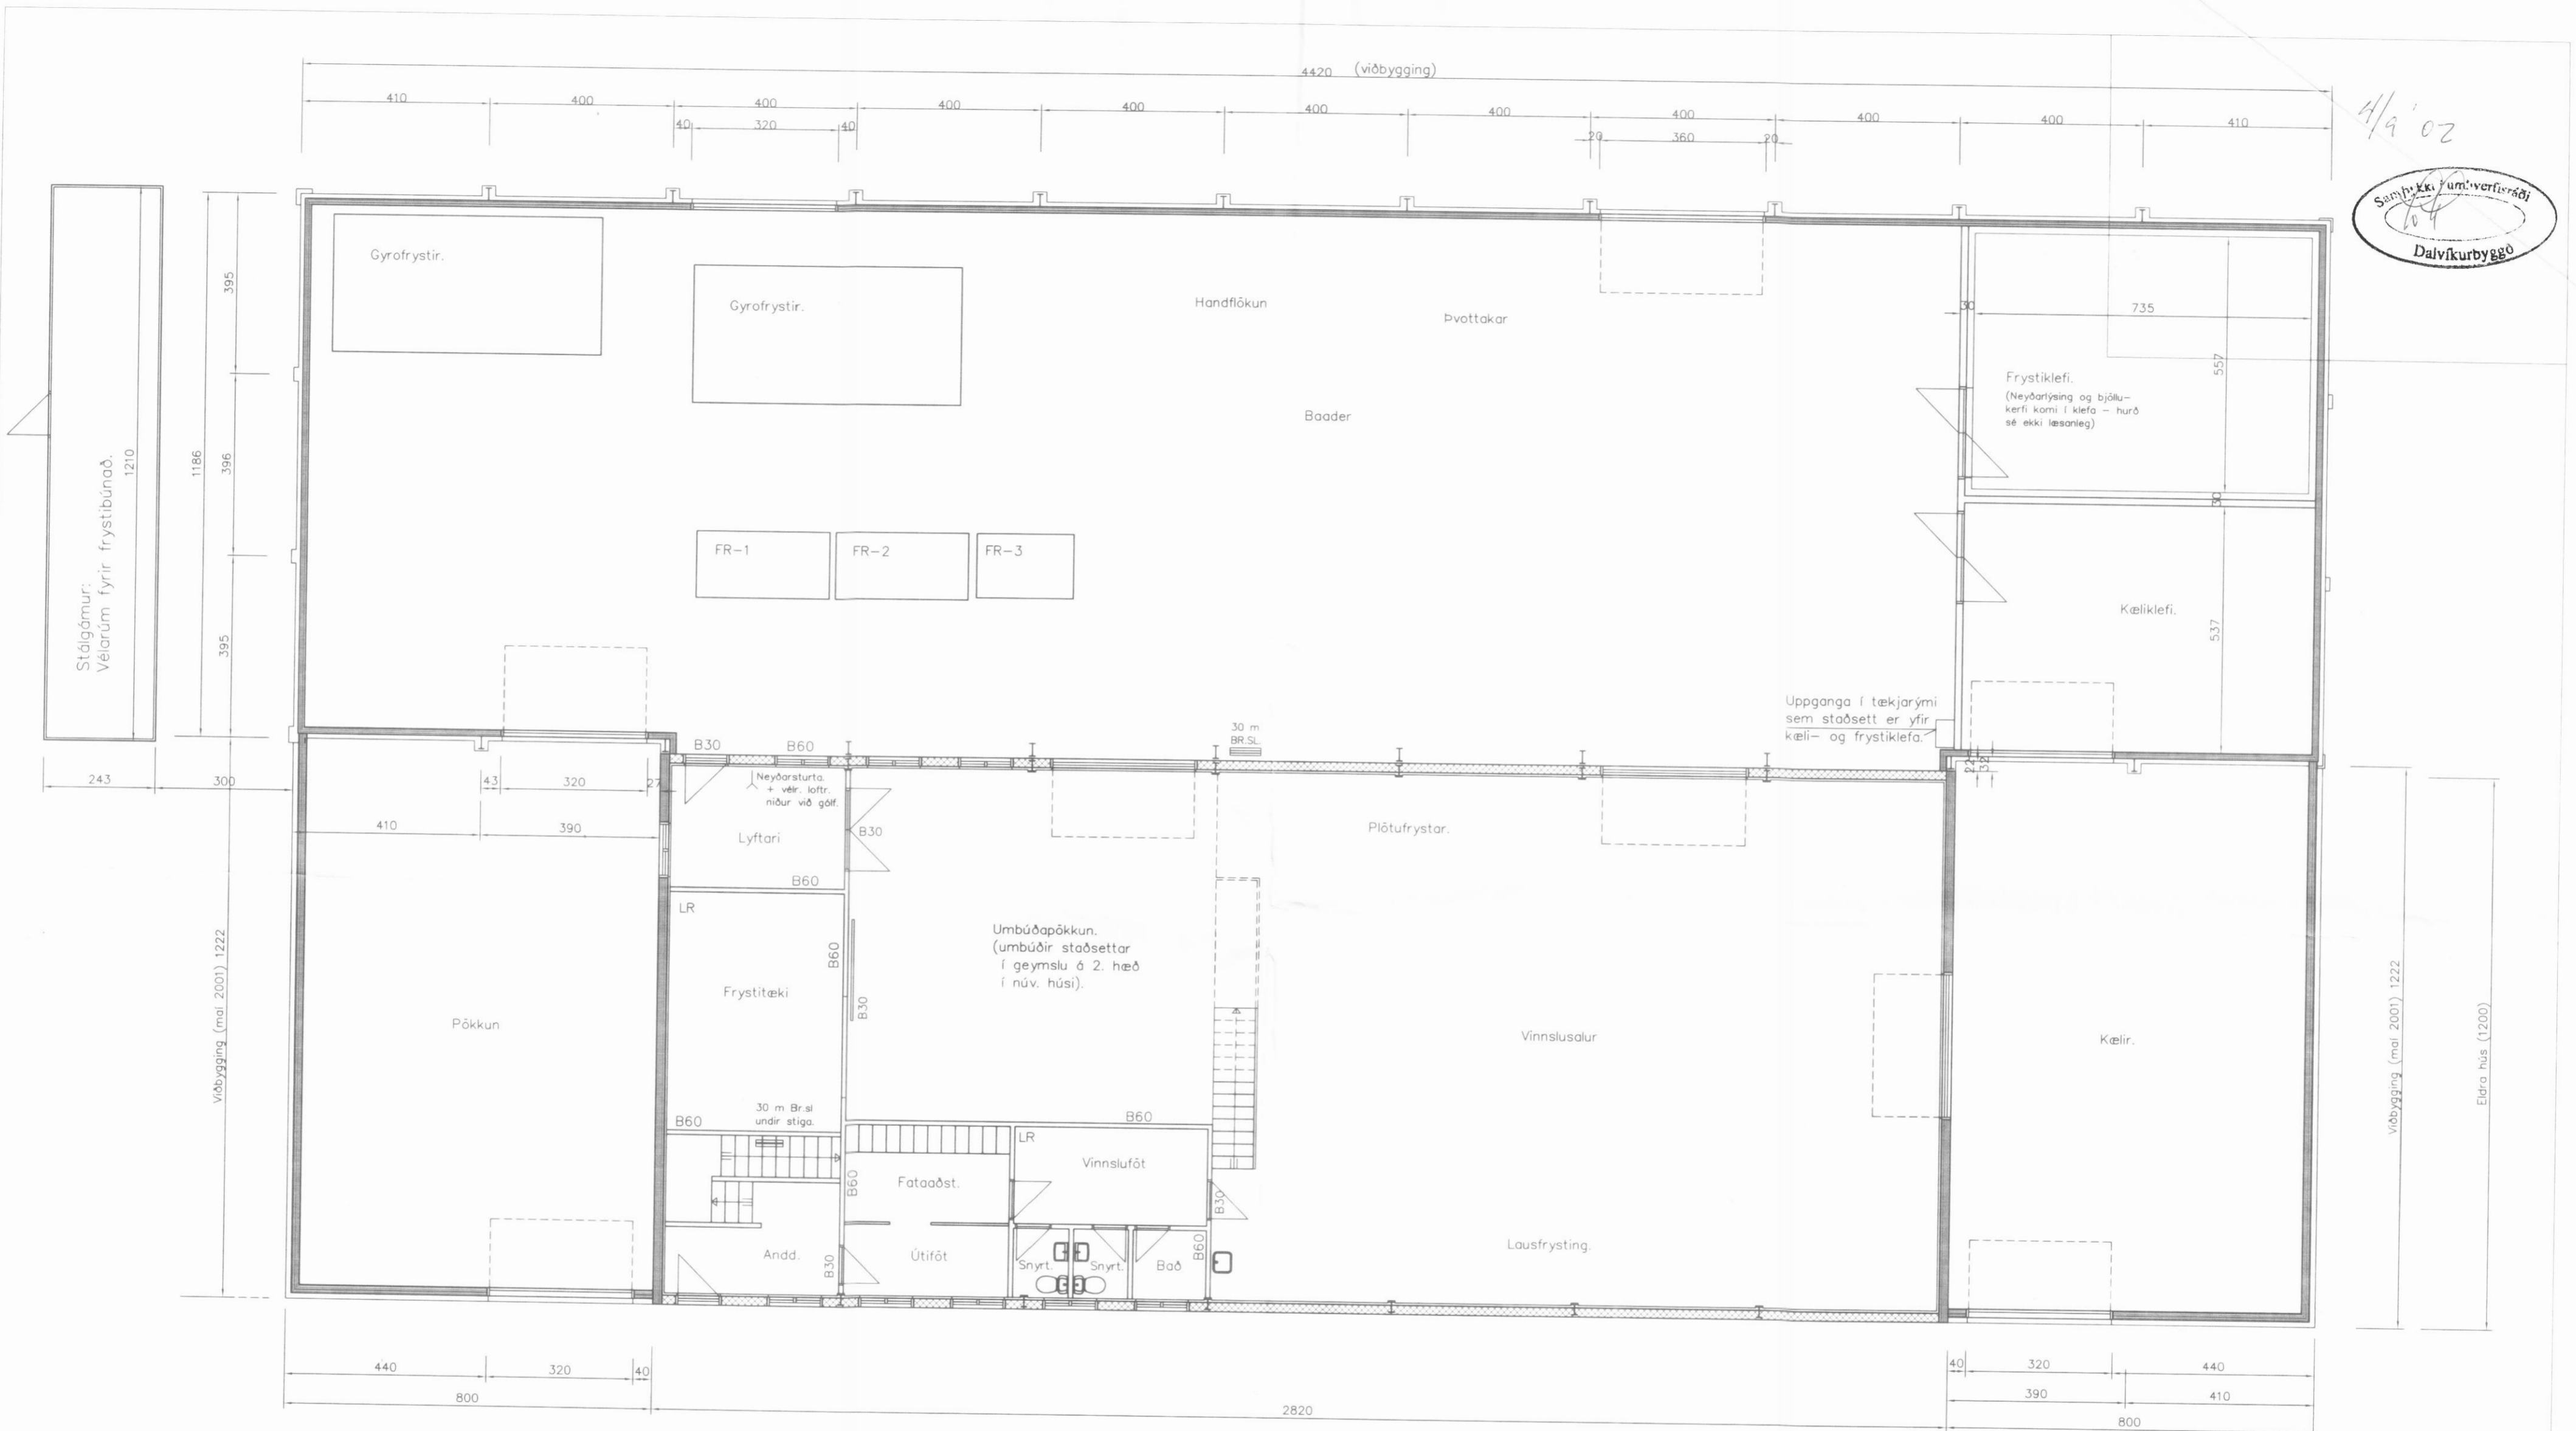 4420 (viðbygging)
410 400 400 400 400 400 400 400 400 400 410
40 320 40 20 360 20
4/9 '02
Samþykkt í umhverfisráði
Dalvíkurbyggð
Gyrofrystir.
Gyrofrystir.
Handflökun
Þvottakar
Baader
30
735
557
Frystiklefi.
(Neyðarlýsing og bjöllu-
kerfi komi í klefa – hurð
sé ekki læsanleg)
30
Kæliklefi.
537
Stálgámur:
Vélarúm fyrir frystibúnað.
1210
1186
395
396
395
243
300
FR-1
FR-2
FR-3
Uppganga í tækjarými
sem staðsett er yfir
kæli- og frystiklefa.
30 m
BR.SL.
B30
B60
43 320 27
410 390
22
32
Neyðarsturta.
+ vélr. loftr.
niður við gólf.
Lyftari
B30
B60
Plötufrystar.
LR
B60
B30
Frystitæki
Umbúðapökkun.
(umbúðir staðsettar
í geymslu á 2. hæð
í núv. húsi).
Pökkun
Vinnslusalur
Kælir.
Viðbygging (maí 2001) 1222
Viðbygging (maí 2001) 1222
Eldra hús (1200)
30 m Br.sl
undir stiga.
B60
B60
LR
Vinnsluföt
B60
Fataaðst.
B30
Andd.
B30
Útiföt
Snyrt.
Snyrt.
Bað
B60
Lausfrysting.
440 320 40
800
2820
40 320 440
390 410
800